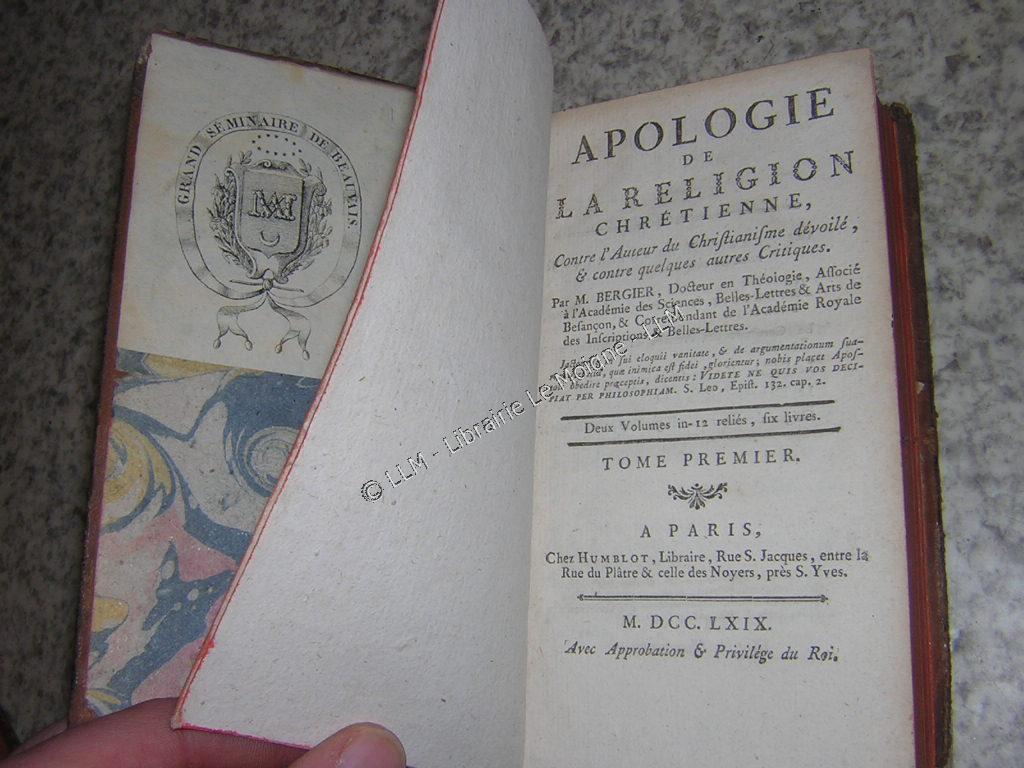 GRAND SÉMINAIRE DE BEAUVAIS.
APOLOGIE
DE
LA RELIGION
CHRÉTIENNE,
Contre l'Auteur du Chriſtianiſme dévoilé,
& contre quelques autres Critiques.
Par M. BERGIER, Docteur en Théologie, Aſſocié
à l'Académie des Sciences, Belles-Lettres & Arts de
Beſançon, & Correſpondant de l'Académie Royale
des Inſcriptions & Belles-Lettres.
ſui eloquii vanitate, & de argumentationum ſua-
quæ inimica eſt fidei, glorientur; nobis placet Apoſ-
obedire præceptis, dicentis: VIDETE NE QUIS VOS DECI-
PIAT PER PHILOSOPHIAM. S. Leo, Epiſt. 132. cap. 2.
Deux Volumes in-12 reliés, ſix livres.
TOME PREMIER.
A PARIS,
Chez HUMBLOT, Libraire, Rue S. Jacques, entre la
Rue du Plâtre & celle des Noyers, près S. Yves.
M. DCC. LXIX.
Avec Approbation & Privilége du Roi.
© LLM - Librairie Le Moigne - LLM